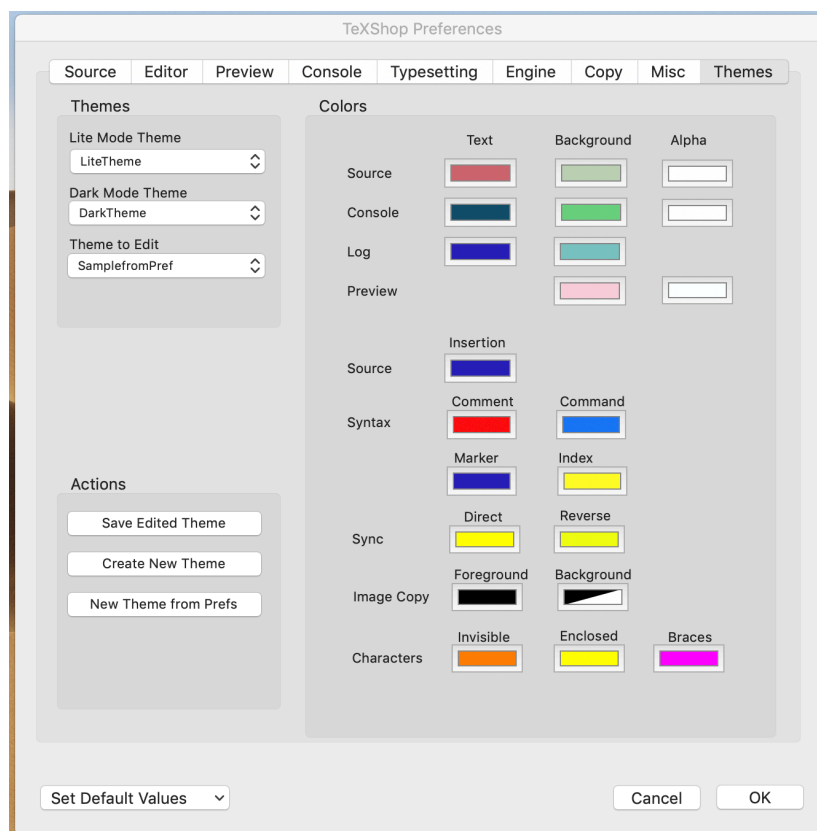 TeXShop Preferences
Source Editor Preview Console Typesetting Engine Copy Misc Themes
Themes
Lite Mode Theme
LiteTheme
Dark Mode Theme
DarkTheme
Theme to Edit
SamplefromPref
Actions
Save Edited Theme
Create New Theme
New Theme from Prefs
Colors
Text Background Alpha
Source
Console
Log
Preview
Insertion
Source
Comment Command
Syntax
Marker Index
Direct Reverse
Sync
Foreground Background
Image Copy
Invisible Enclosed Braces
Characters
Set Default Values
Cancel OK